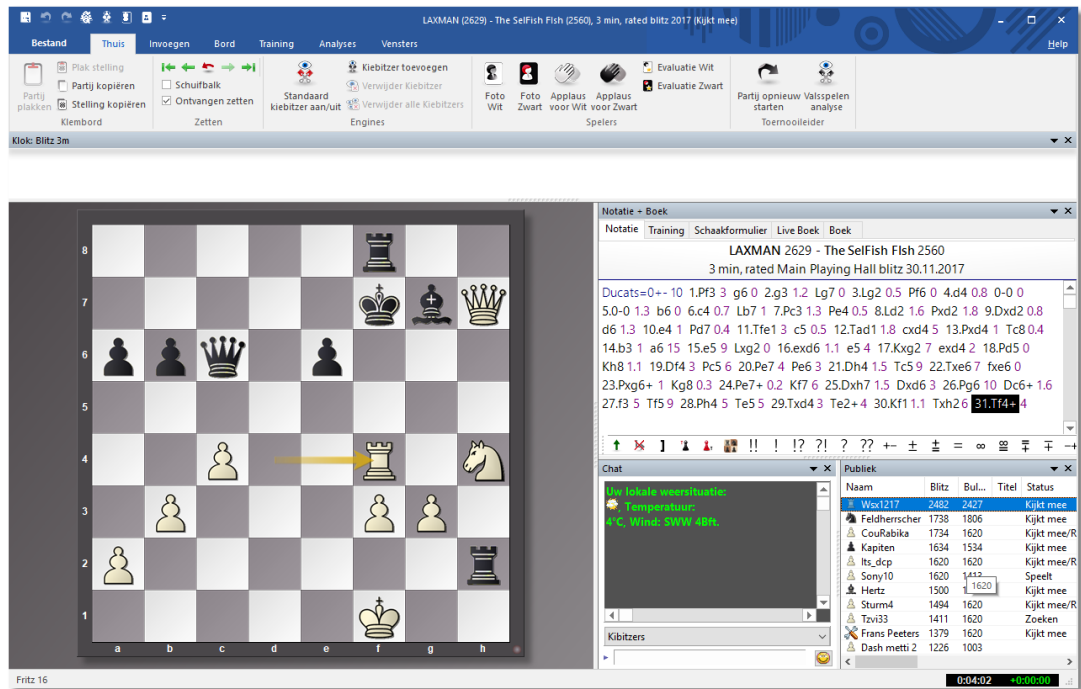 LAXMAN (2629) - The SelFish FIsh (2560), 3 min, rated blitz 2017 (Kijkt mee)
Bestand Thuis Invoegen Bord Training Analyses Vensters Help
Partij plakken
Plak stelling
Partij kopiëren
Stelling kopiëren
Klembord
Schuifbalk
Ontvangen zetten
Zetten
Standaard kiebitzer aan/uit
Kiebitzer toevoegen
Verwijder Kiebitzer
Verwijder alle Kiebitzers
Engines
Foto Wit
Foto Zwart
Applaus voor Wit
Applaus voor Zwart
Evaluatie Wit
Evaluatie Zwart
Spelers
Partij opnieuw starten
Valsspelen analyse
Toernooileider
Klok: Blitz 3m
8
7
6
5
4
3
2
1
a b c d e f g h
Notatie + Boek
Notatie Training Schaakformulier Live Boek Boek
LAXMAN 2629 - The SelFish FIsh 2560
3 min, rated Main Playing Hall blitz 30.11.2017
Ducats=0+- 10 1.Pf3 3 g6 0 2.g3 1.2 Lg7 0 3.Lg2 0.5 Pf6 0 4.d4 0.8 0-0 0
5.0-0 1.3 b6 0 6.c4 0.7 Lb7 1 7.Pc3 1.3 Pe4 0.5 8.Ld2 1.6 Pxd2 1.8 9.Dxd2 0.8
d6 1.3 10.e4 1 Pd7 0.4 11.Tfe1 3 c5 0.5 12.Tad1 1.8 cxd4 5 13.Pxd4 1 Tc8 0.4
14.b3 1 a6 15 15.e5 9 Lxg2 0 16.exd6 1.1 e5 4 17.Kxg2 7 exd4 2 18.Pd5 0
Kh8 1.1 19.Df4 3 Pc5 6 20.Pe7 4 Pe6 3 21.Dh4 1.5 Tc5 9 22.Txe6 7 fxe6 0
23.Pxg6+ 1 Kg8 0.3 24.Pe7+ 0.2 Kf7 6 25.Dxh7 1.5 Dxd6 3 26.Pg6 10 Dc6+ 1.6
27.f3 5 Tf5 9 28.Ph4 5 Te5 5 29.Txd4 3 Te2+ 4 30.Kf1 1.1 Txh2 6 31.Tf4+ 4
!! ! !? ?! ? ?? +− ± ⩲ = ∞ ⩱ ∓ −+
Chat
Uw lokale weersituatie:
Temperatuur:
4°C, Wind: SWW 4Bft.
Kibitzers
Publiek
Naam Blitz Bul... Titel Status
Wsx1217 2482 2427 Kijkt mee
Feldherrscher 1738 1806 Kijkt mee
CouRabika 1734 1620 Kijkt mee/R
Kapiten 1634 1534 Kijkt mee
Its_dcp 1620 1620 Kijkt mee/R
Sony10 1620 Speelt
1620
Hertz 1500 Kijkt mee
Sturm4 1494 1620 Kijkt mee/R
Tzvi33 1411 1620 Zoeken
Frans Peeters 1379 1620 Kijkt mee
Dash metti 2 1226 1003
Fritz 16
0:04:02 +0:00:00